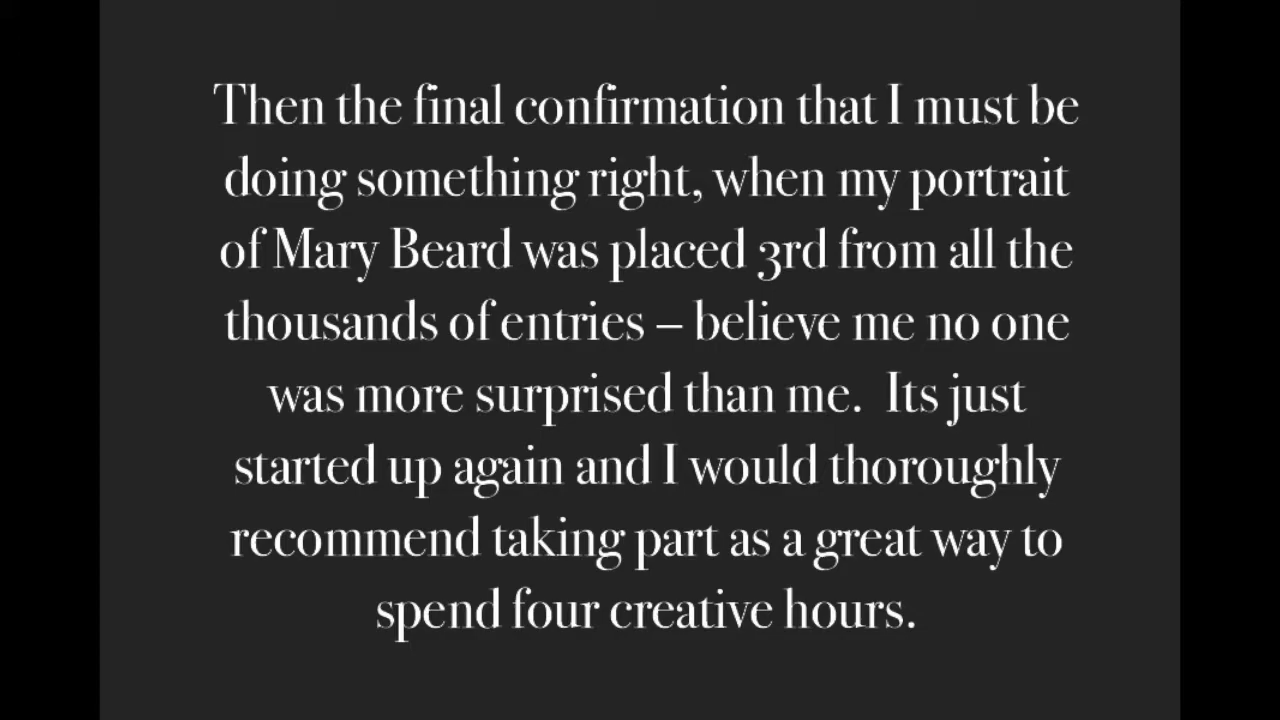 Then the final confirmation that I must be
doing something right, when my portrait
of Mary Beard was placed 3rd from all the
thousands of entries – believe me no one
was more surprised than me.  Its just
started up again and I would thoroughly
recommend taking part as a great way to
spend four creative hours.